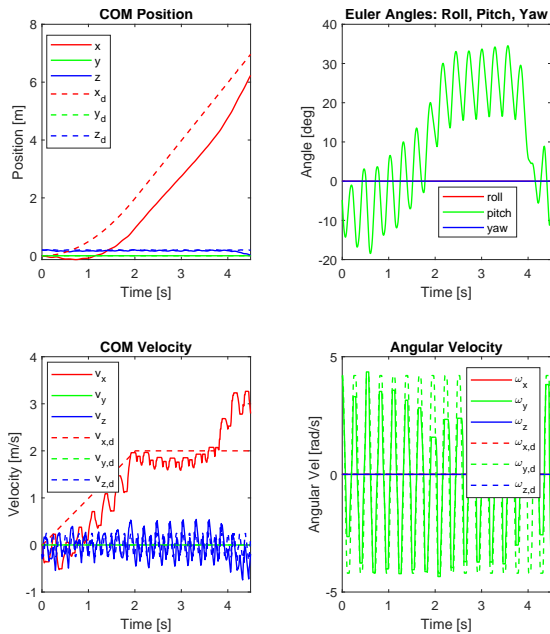 COM Position
Position [m]
8
6
4
2
0
x
y
z
x_d
y_d
z_d
0 1 2 3 4
Time [s]
Euler Angles: Roll, Pitch, Yaw
Angle [deg]
40
30
20
10
0
-10
-20
roll
pitch
yaw
0 1 2 3 4
Time [s]
COM Velocity
Velocity [m/s]
4
3
2
1
0
-1
v_x
v_y
v_z
v_x,d
v_y,d
v_z,d
0 1 2 3 4
Time [s]
Angular Velocity
Angular Vel [rad/s]
5
0
-5
ω_x
ω_y
ω_z
ω_x,d
ω_y,d
ω_z,d
0 1 2 3 4
Time [s]